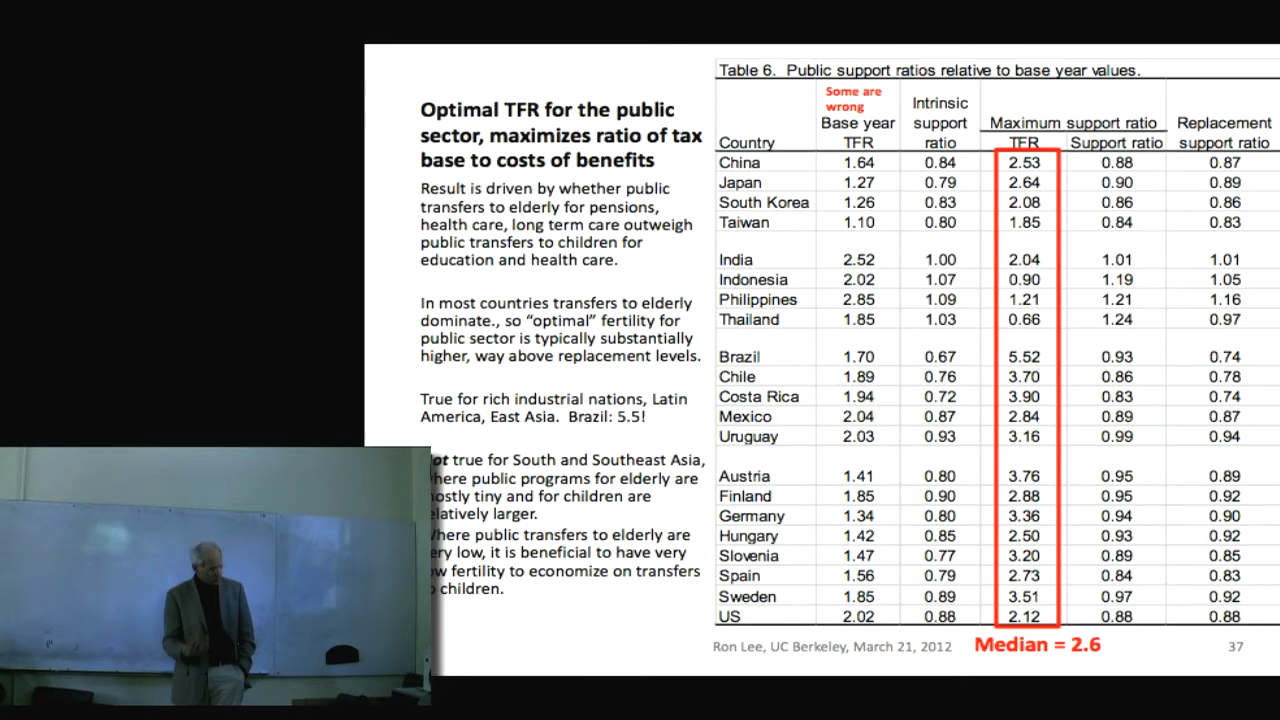 Optimal TFR for the public
sector, maximizes ratio of tax
base to costs of benefits
Result is driven by whether public
transfers to elderly for pensions,
health care, long term care outweigh
public transfers to children for
education and health care.
In most countries transfers to elderly
dominate., so “optimal” fertility for
public sector is typically substantially
higher, way above replacement levels.
True for rich industrial nations, Latin
America, East Asia. Brazil: 5.5!
ot true for South and Southeast Asia,
here public programs for elderly are
ostly tiny and for children are
elatively larger.
here public transfers to elderly are
ery low, it is beneficial to have very
ow fertility to economize on transfers
o children.
Table 6. Public support ratios relative to base year values.
Some are
wrong
Intrinsic
Base year support Maximum support ratio Replacement
Country TFR ratio TFR Support ratio support ratio
China 1.64 0.84 2.53 0.88 0.87
Japan 1.27 0.79 2.64 0.90 0.89
South Korea 1.26 0.83 2.08 0.86 0.86
Taiwan 1.10 0.80 1.85 0.84 0.83
India 2.52 1.00 2.04 1.01 1.01
Indonesia 2.02 1.07 0.90 1.19 1.05
Philippines 2.85 1.09 1.21 1.21 1.16
Thailand 1.85 1.03 0.66 1.24 0.97
Brazil 1.70 0.67 5.52 0.93 0.74
Chile 1.89 0.76 3.70 0.86 0.78
Costa Rica 1.94 0.72 3.90 0.83 0.74
Mexico 2.04 0.87 2.84 0.89 0.87
Uruguay 2.03 0.93 3.16 0.99 0.94
Austria 1.41 0.80 3.76 0.95 0.89
Finland 1.85 0.90 2.88 0.95 0.92
Germany 1.34 0.80 3.36 0.94 0.90
Hungary 1.42 0.85 2.50 0.93 0.92
Slovenia 1.47 0.77 3.20 0.89 0.85
Spain 1.56 0.79 2.73 0.84 0.83
Sweden 1.85 0.89 3.51 0.97 0.92
US 2.02 0.88 2.12 0.88 0.88
Ron Lee, UC Berkeley, March 21, 2012
Median = 2.6
37